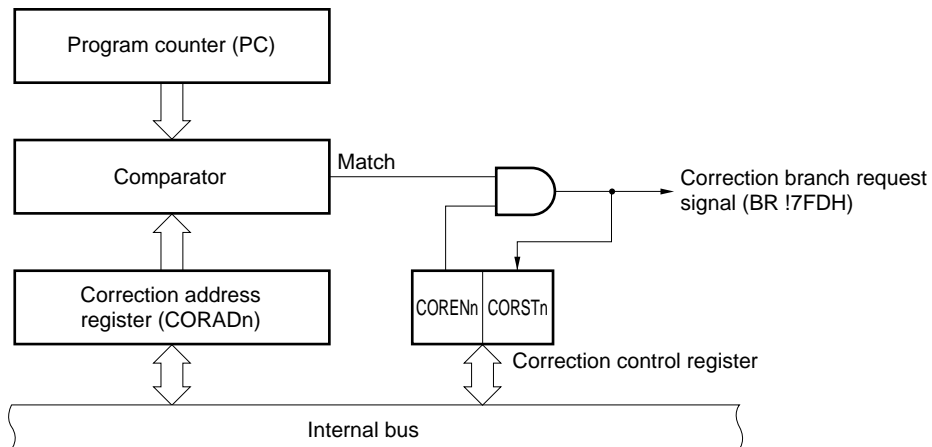 Program counter (PC)
Comparator
Match
Correction branch request
signal (BR !7FDH)
Correction address
register (CORADn)
CORENn
CORSTn
Correction control register
Internal bus